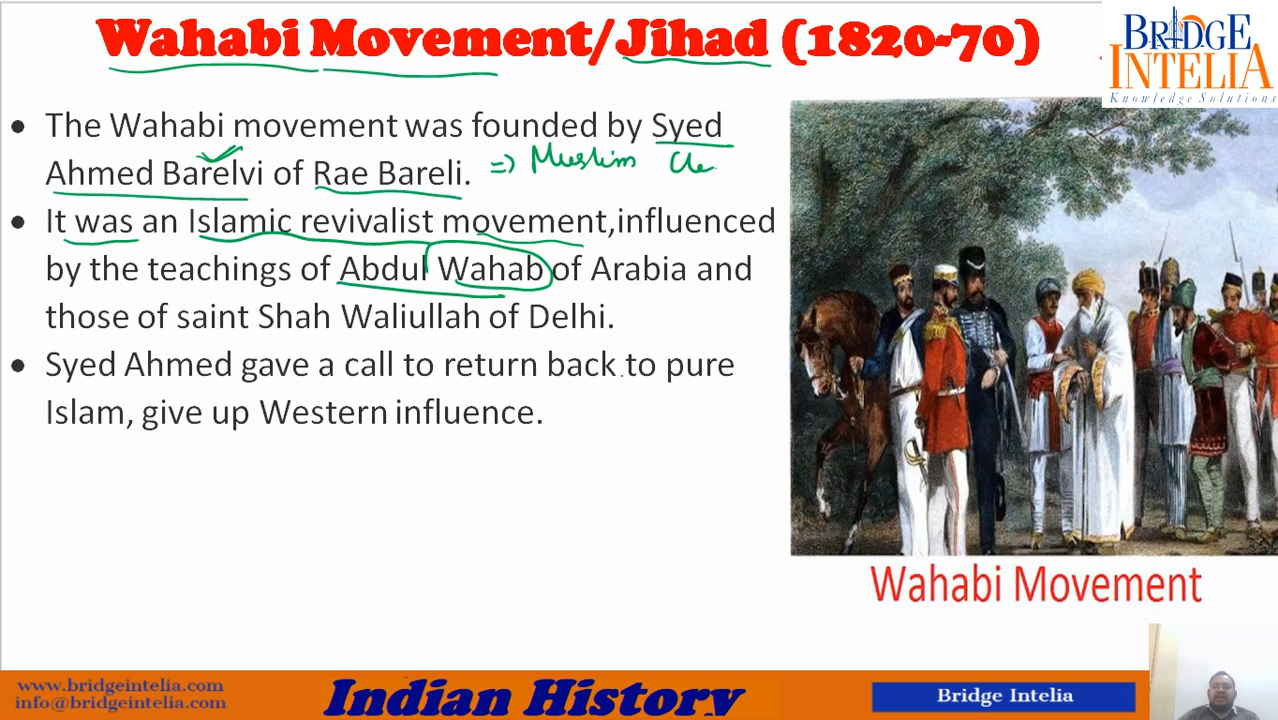 Wahabi Movement/Jihad (1820-70)
BRIDGE
INTELIA
Knowledge Solutions
• The Wahabi movement was founded by Syed
Ahmed Barelvi of Rae Bareli.
=> Muslim Cle
• It was an Islamic revivalist movement,influenced
by the teachings of Abdul Wahab of Arabia and
those of saint Shah Waliullah of Delhi.
• Syed Ahmed gave a call to return back to pure
Islam, give up Western influence.
Wahabi Movement
www.bridgeintelia.com
info@bridgeintelia.com
Indian History
Bridge Intelia